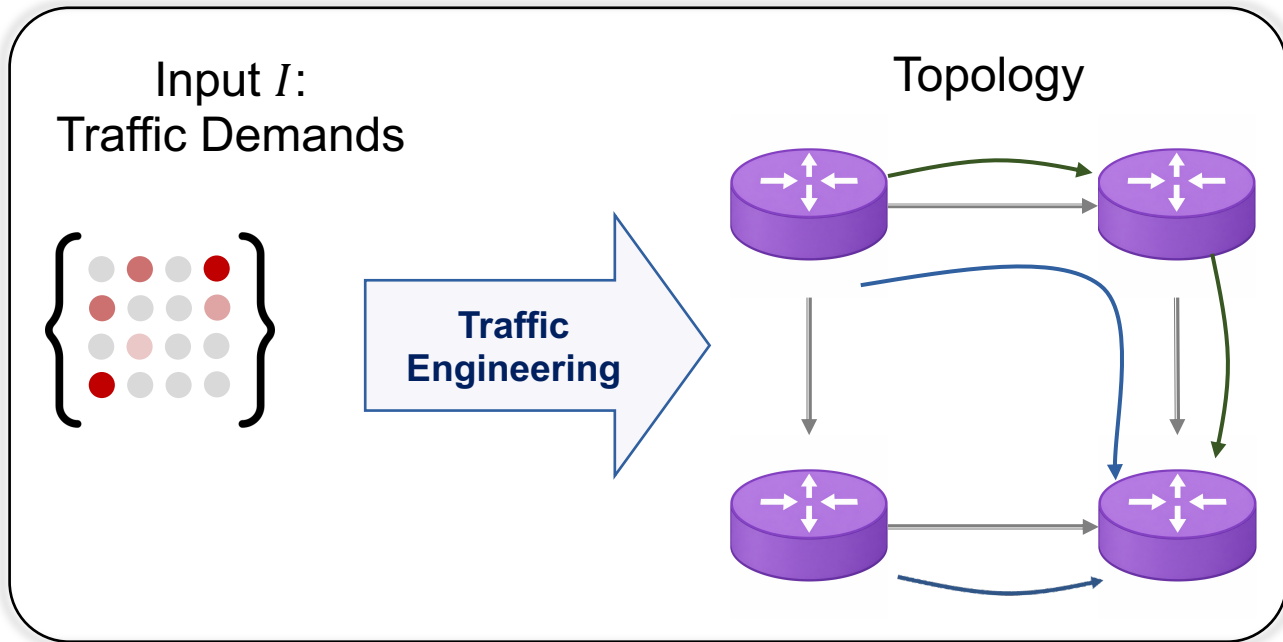 Input I:
Traffic Demands
Topology
Traffic
Engineering